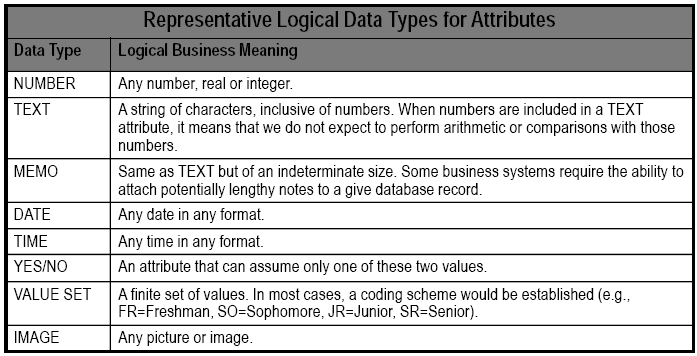 Representative Logical Data Types for Attributes
Data Type Logical Business Meaning
NUMBER Any number, real or integer.
TEXT A string of characters, inclusive of numbers. When numbers are included in a TEXT
attribute, it means that we do not expect to perform arithmetic or comparisons with those
numbers.
MEMO Same as TEXT but of an indeterminate size. Some business systems require the ability to
attach potentially lengthy notes to a give database record.
DATE Any date in any format.
TIME Any time in any format.
YES/NO An attribute that can assume only one of these two values.
VALUE SET A finite set of values. In most cases, a coding scheme would be established (e.g.,
FR=Freshman, SO=Sophomore, JR=Junior, SR=Senior).
IMAGE Any picture or image.